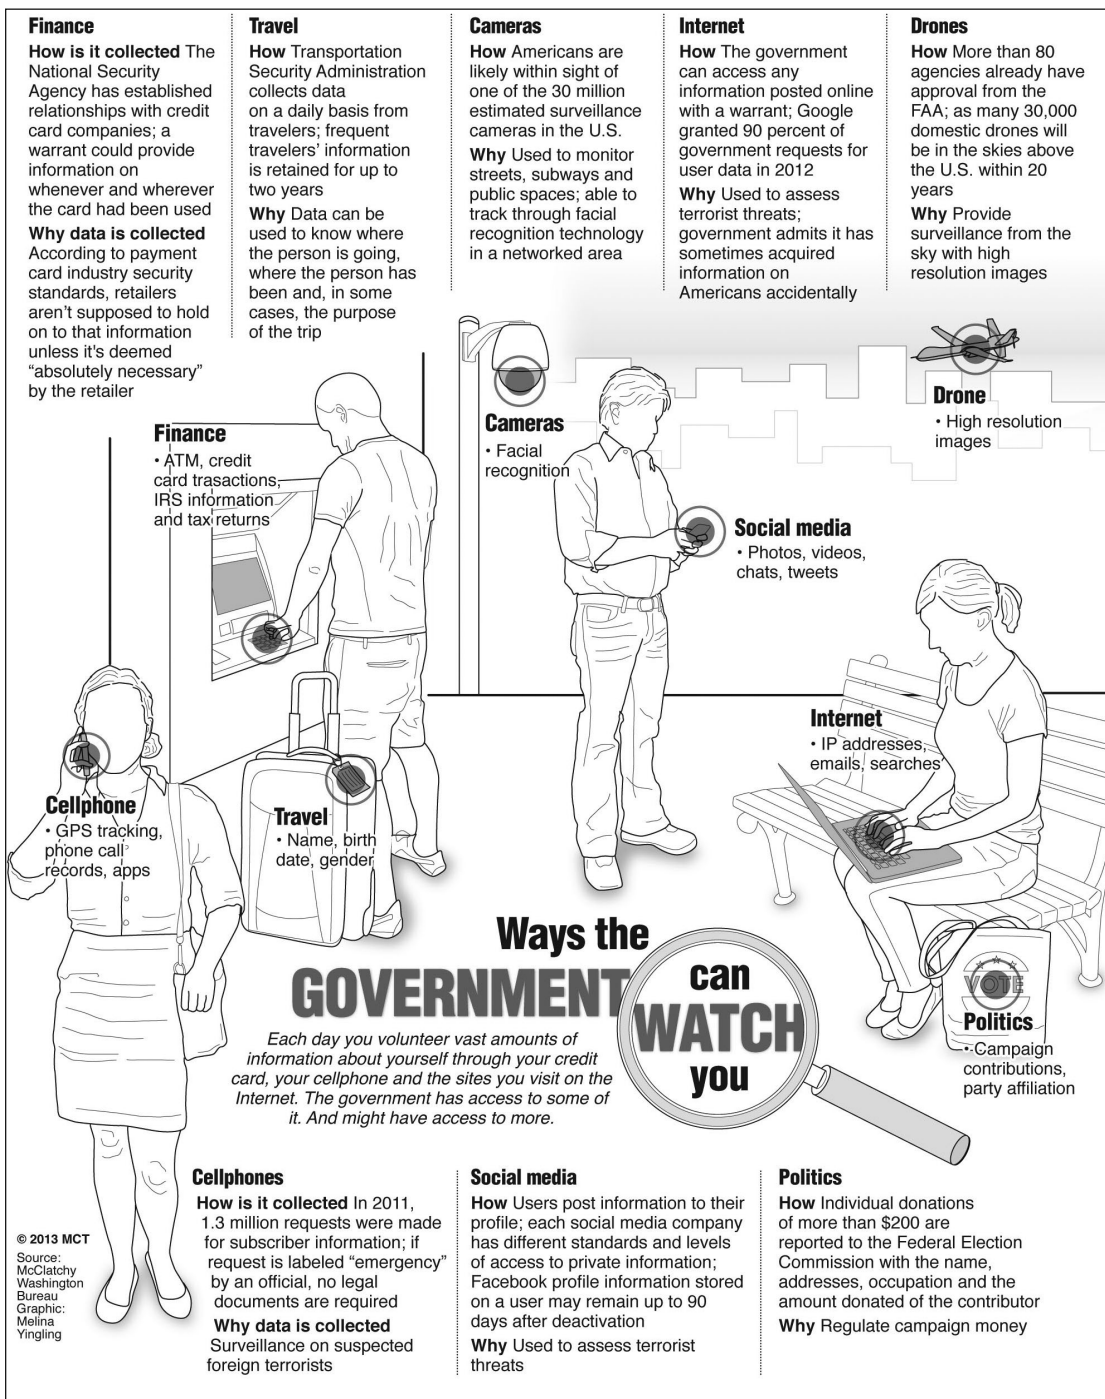 Finance
How is it collected The
National Security
Agency has established
relationships with credit
card companies; a
warrant could provide
information on
whenever and wherever
the card had been used
Why data is collected
According to payment
card industry security
standards, retailers
aren't supposed to hold
on to that information
unless it's deemed
“absolutely necessary”
by the retailer
Travel
How Transportation
Security Administration
collects data
on a daily basis from
travelers; frequent
travelers’ information
is retained for up to
two years
Why Data can be
used to know where
the person is going,
where the person has
been and, in some
cases, the purpose
of the trip
Cameras
How Americans are
likely within sight of
one of the 30 million
estimated surveillance
cameras in the U.S.
Why Used to monitor
streets, subways and
public spaces; able to
track through facial
recognition technology
in a networked area
Internet
How The government
can access any
information posted online
with a warrant; Google
granted 90 percent of
government requests for
user data in 2012
Why Used to assess
terrorist threats;
government admits it has
sometimes acquired
information on
Americans accidentally
Drones
How More than 80
agencies already have
approval from the
FAA; as many 30,000
domestic drones will
be in the skies above
the U.S. within 20
years
Why Provide
surveillance from the
sky with high
resolution images
Finance
• ATM, credit
card trasactions,
IRS information
and tax returns
Cameras
• Facial
recognition
Drone
• High resolution
images
Social media
• Photos, videos,
chats, tweets
Internet
• IP addresses,
emails, searches
Cellphone
• GPS tracking,
phone call
records, apps
Travel
• Name, birth
date, gender
VOTE
Politics
• Campaign
contributions,
party affiliation
Ways the
GOVERNMENT
can
WATCH
you
Each day you volunteer vast amounts of
information about yourself through your credit
card, your cellphone and the sites you visit on the
Internet. The government has access to some of
it. And might have access to more.
Cellphones
How is it collected In 2011,
1.3 million requests were made
for subscriber information; if
request is labeled “emergency”
by an official, no legal
documents are required
Why data is collected
Surveillance on suspected
foreign terrorists
Social media
How Users post information to their
profile; each social media company
has different standards and levels
of access to private information;
Facebook profile information stored
on a user may remain up to 90
days after deactivation
Why Used to assess terrorist
threats
Politics
How Individual donations
of more than $200 are
reported to the Federal Election
Commission with the name,
addresses, occupation and the
amount donated of the contributor
Why Regulate campaign money
© 2013 MCT
Source:
McClatchy
Washington
Bureau
Graphic:
Melina
Yingling